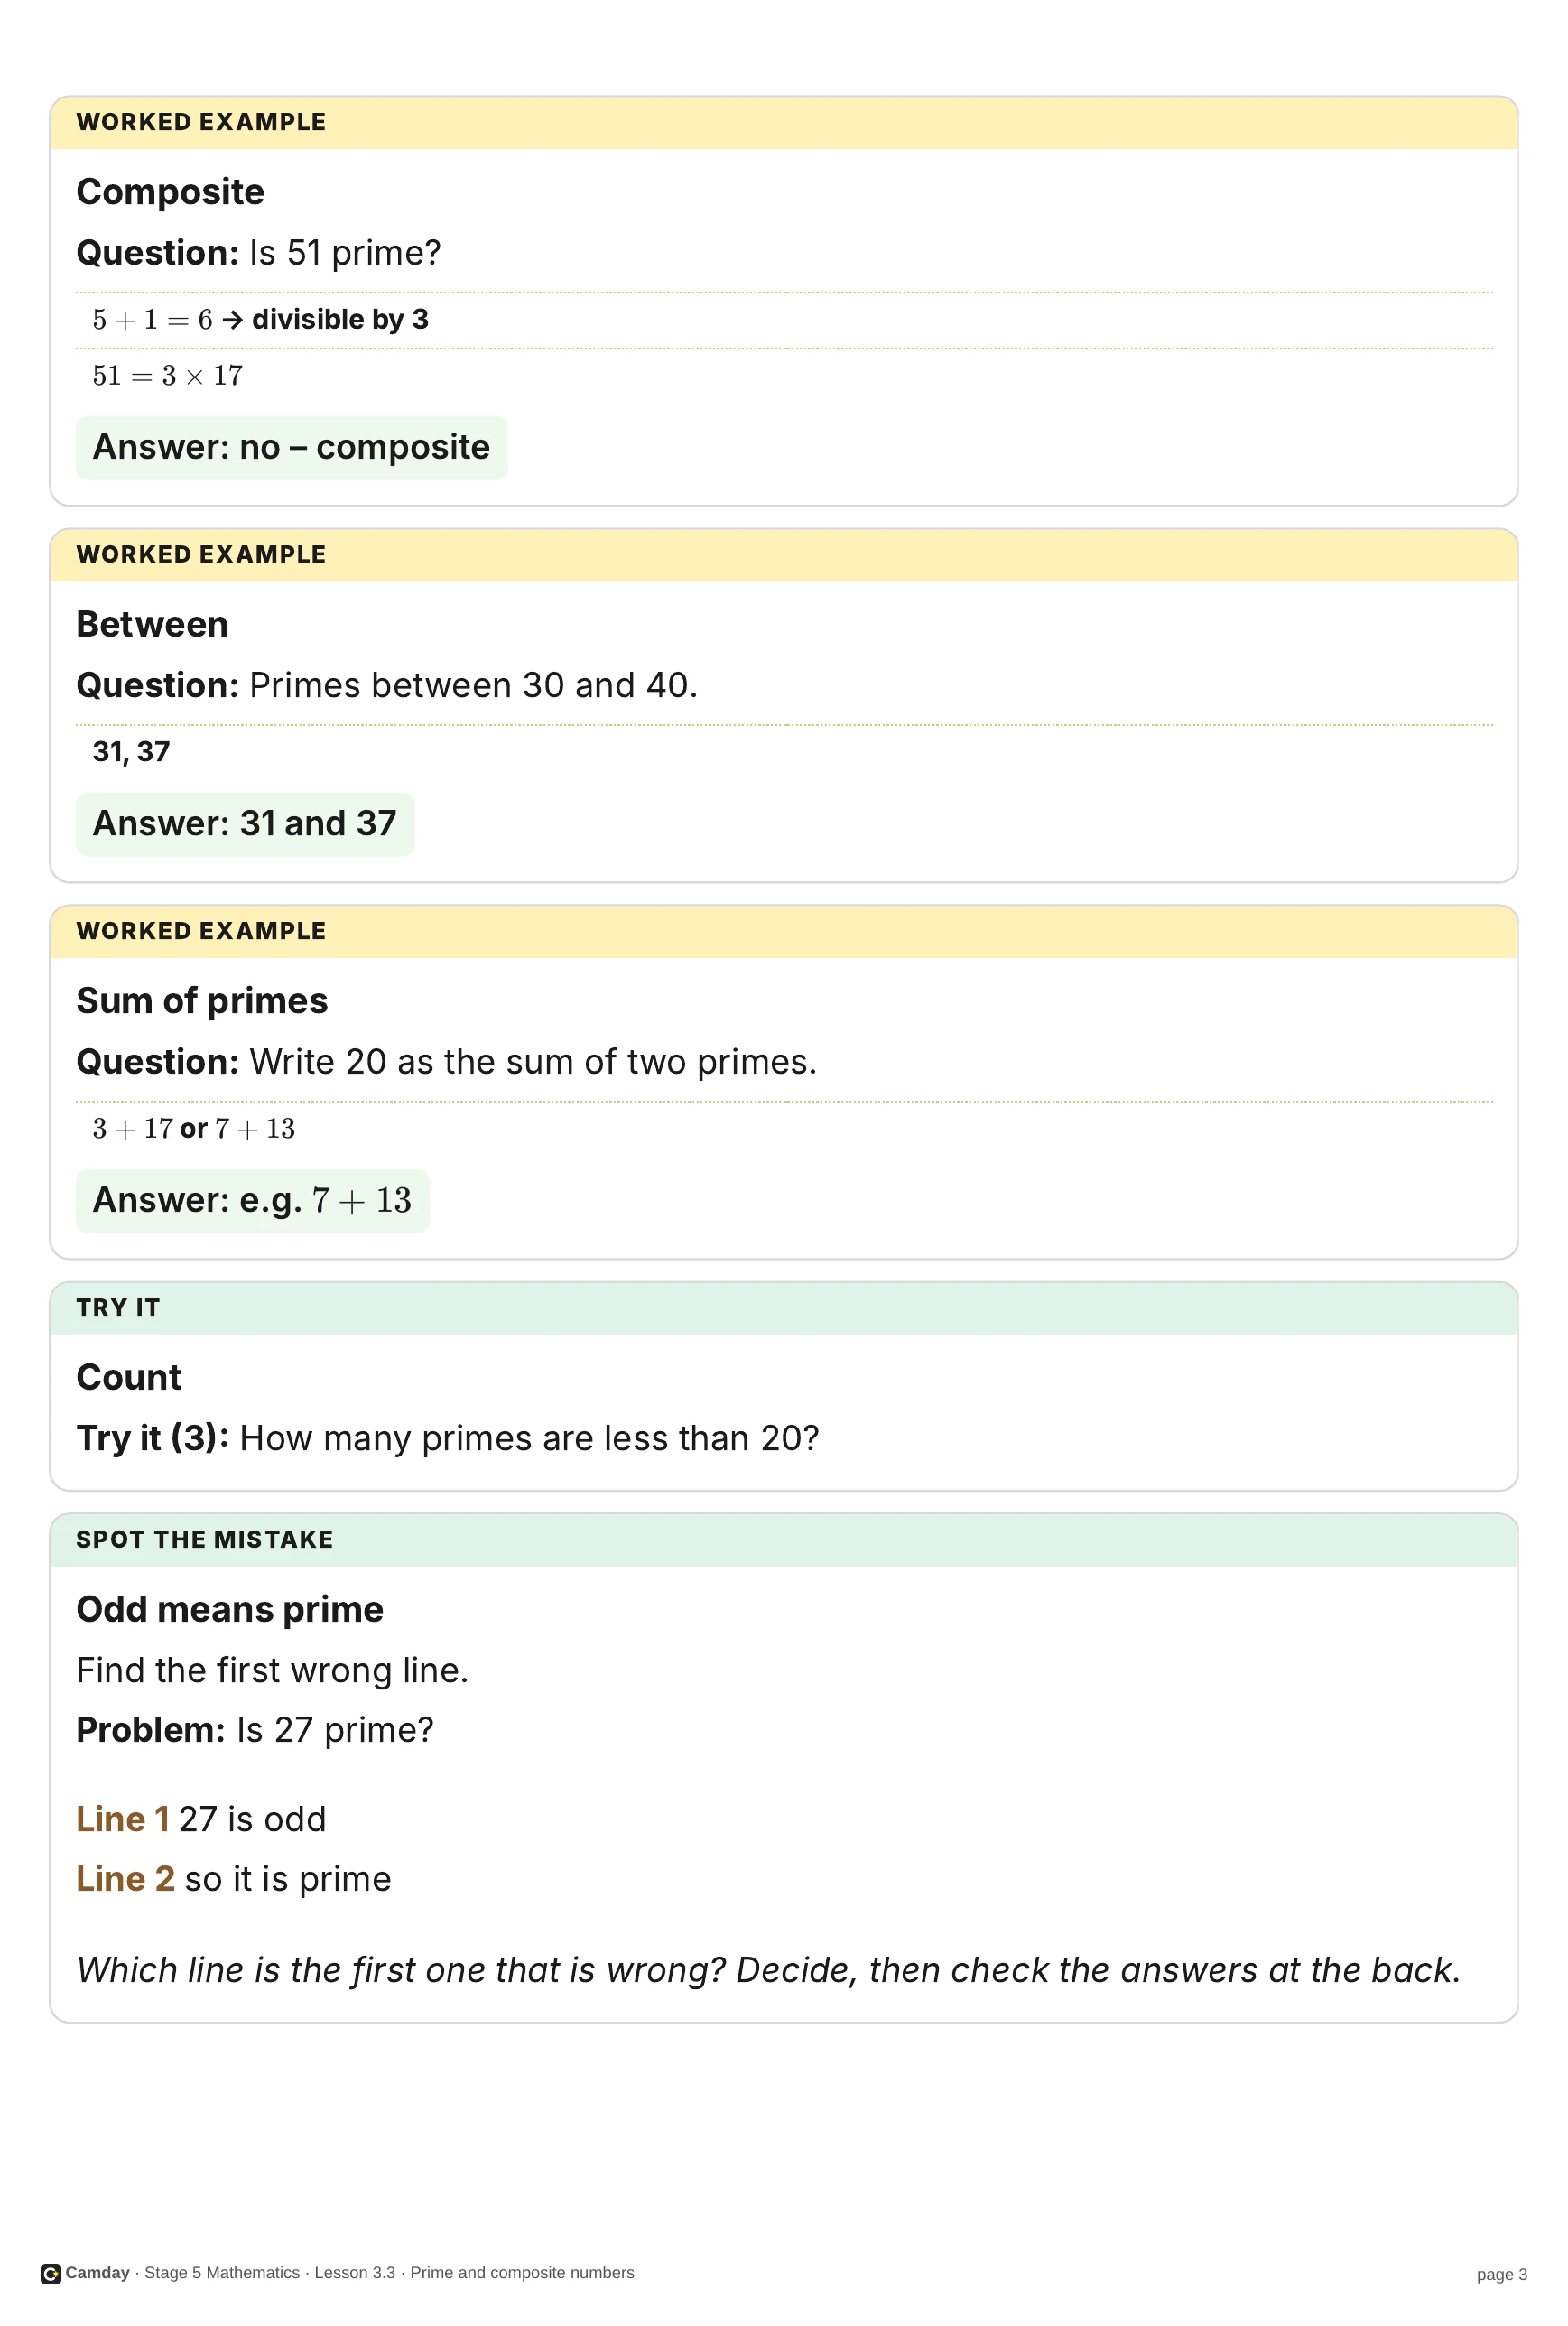 WORKED EXAMPLE
Composite
Question: Is 51 prime?
5 + 1 = 6 → divisible by 3
51 = 3 × 17
Answer: no – composite
WORKED EXAMPLE
Between
Question: Primes between 30 and 40.
31, 37
Answer: 31 and 37
WORKED EXAMPLE
Sum of primes
Question: Write 20 as the sum of two primes.
3 + 17 or 7 + 13
Answer: e.g. 7 + 13
TRY IT
Count
Try it (3): How many primes are less than 20?
SPOT THE MISTAKE
Odd means prime
Find the first wrong line.
Problem: Is 27 prime?
Line 1 27 is odd
Line 2 so it is prime
Which line is the first one that is wrong? Decide, then check the answers at the back.
Camday · Stage 5 Mathematics · Lesson 3.3 · Prime and composite numbers
page 3